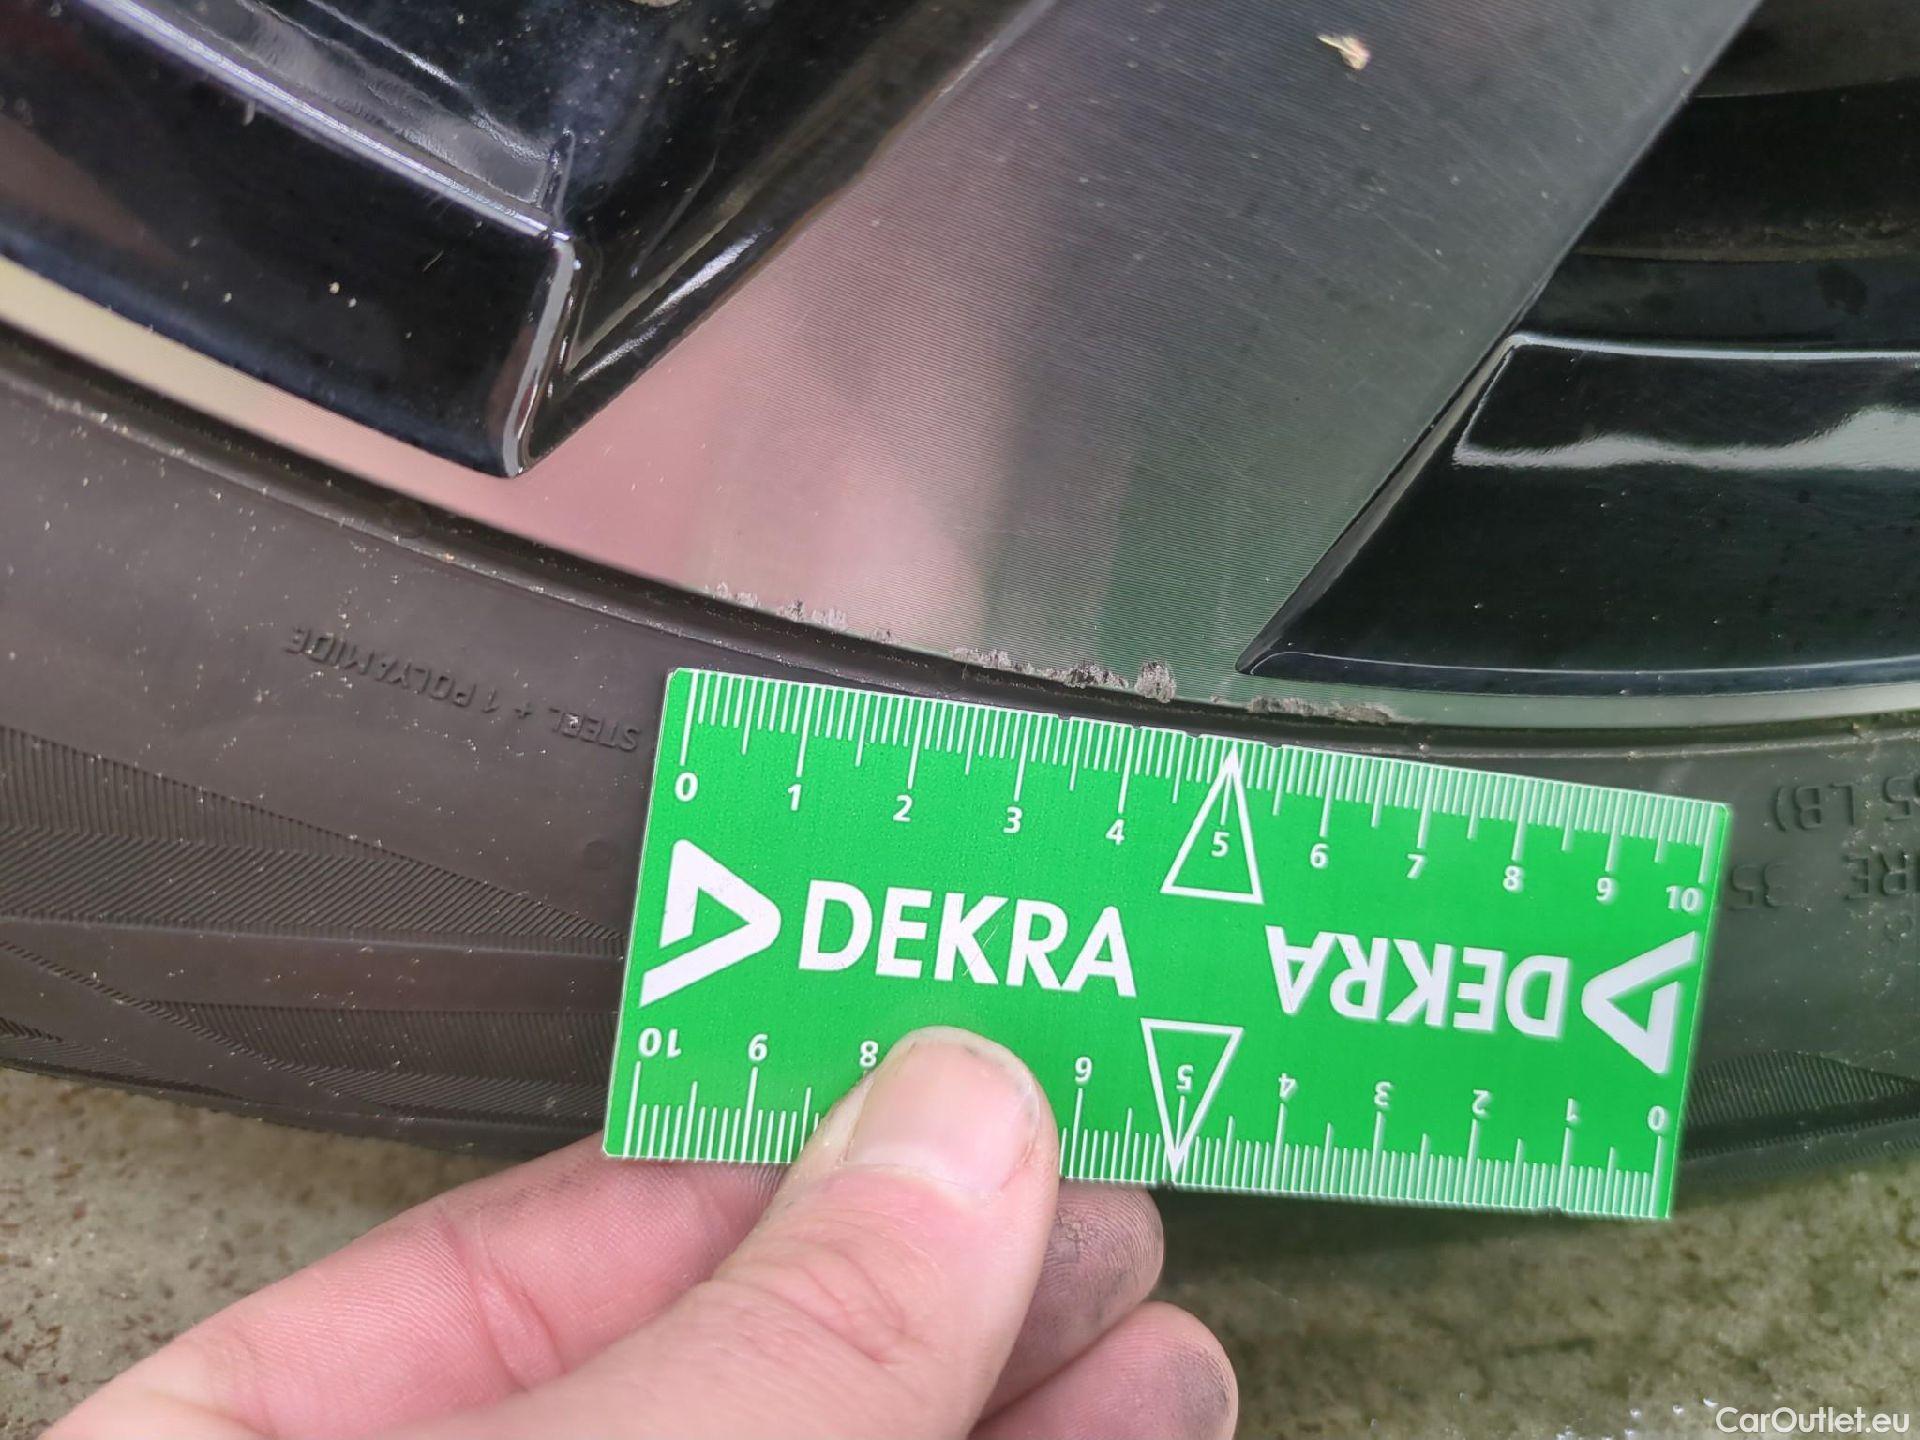 STEEL + 1 POLYAMIDE
0 1 2 3 4 5 6 7 8 9 10
DEKRA
DEKRA
10 9 8 6 5 4 3 2 1 0
LB)
CarOutlet.eu